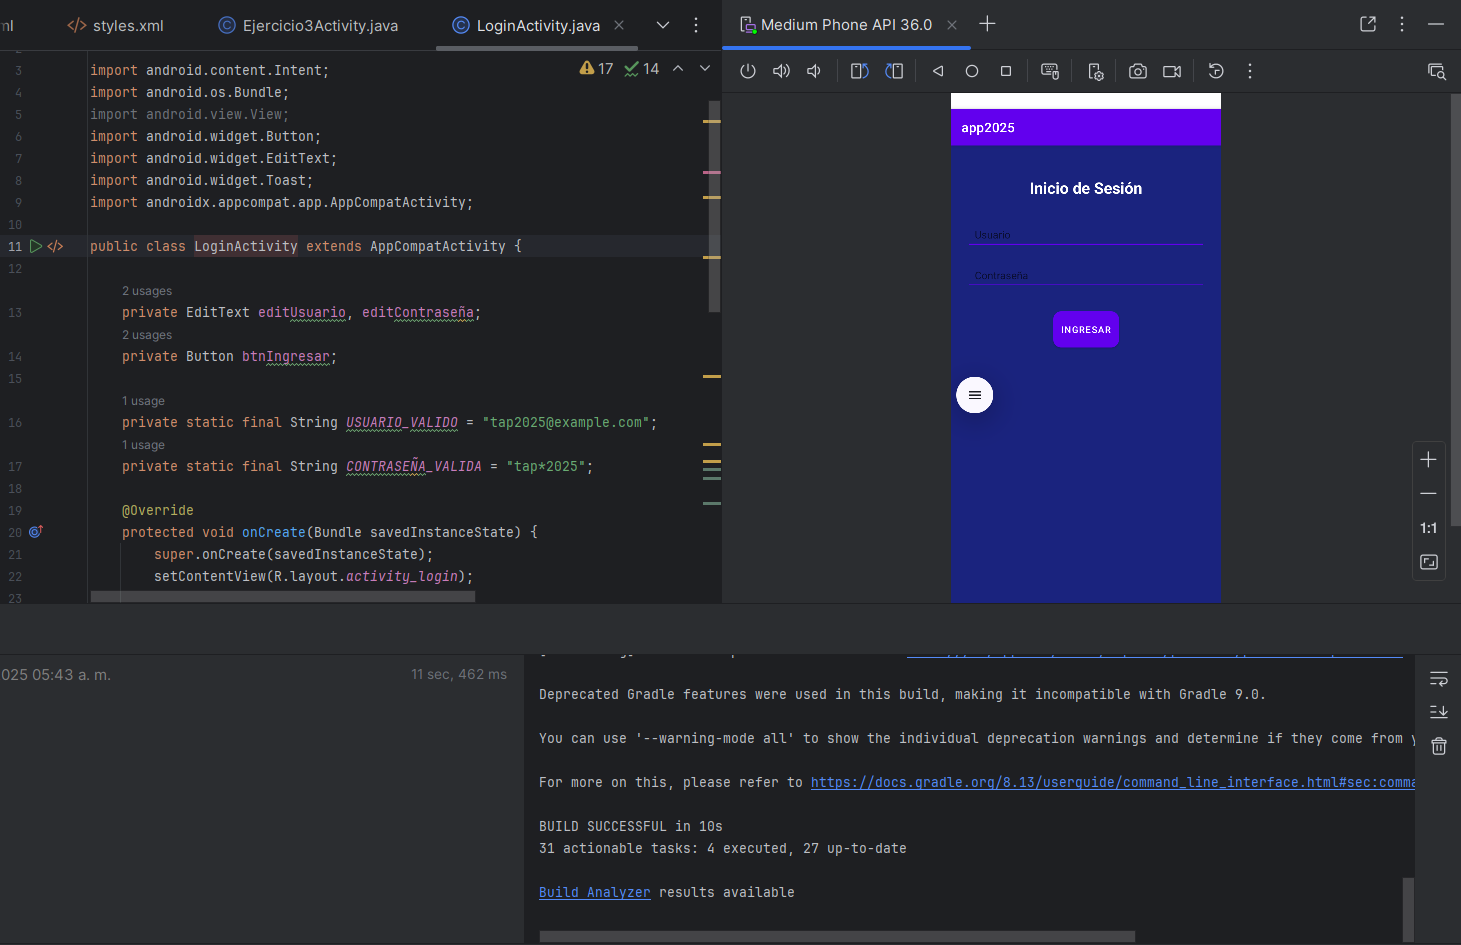 ml
styles.xml
Ejercicio3Activity.java
LoginActivity.java
Medium Phone API 36.0
17
14
3
import android.content.Intent;
4
import android.os.Bundle;
5
import android.view.View;
6
import android.widget.Button;
7
import android.widget.EditText;
8
import android.widget.Toast;
9
import androidx.appcompat.app.AppCompatActivity;
10
11
public class LoginActivity extends AppCompatActivity {
12
2 usages
13
private EditText editUsuario, editContraseña;
2 usages
14
private Button btnIngresar;
15
1 usage
16
private static final String USUARIO_VALIDO = "tap2025@example.com";
1 usage
17
private static final String CONTRASEÑA_VALIDA = "tap*2025";
18
19
@Override
20
protected void onCreate(Bundle savedInstanceState) {
21
super.onCreate(savedInstanceState);
22
setContentView(R.layout.activity_login);
23
app2025
Inicio de Sesión
Usuario
Contraseña
INGRESAR
1:1
025 05:43 a. m.
11 sec, 462 ms
Deprecated Gradle features were used in this build, making it incompatible with Gradle 9.0.
You can use '--warning-mode all' to show the individual deprecation warnings and determine if they come from y
For more on this, please refer to https://docs.gradle.org/8.13/userguide/command_line_interface.html#sec:comma
BUILD SUCCESSFUL in 10s
31 actionable tasks: 4 executed, 27 up-to-date
Build Analyzer results available